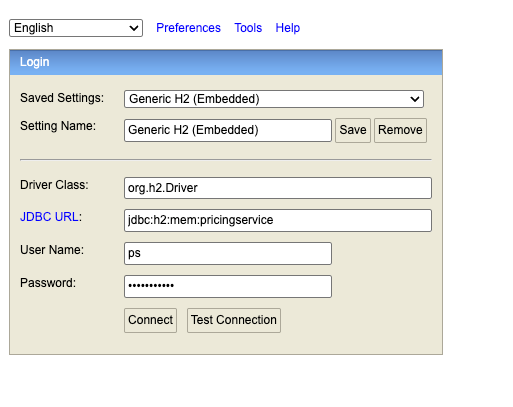 English Preferences Tools Help
Login
Saved Settings: Generic H2 (Embedded)
Setting Name: Generic H2 (Embedded) Save Remove
Driver Class: org.h2.Driver
JDBC URL: jdbc:h2:mem:pricingservice
User Name: ps
Password: •••••••••••
Connect Test Connection